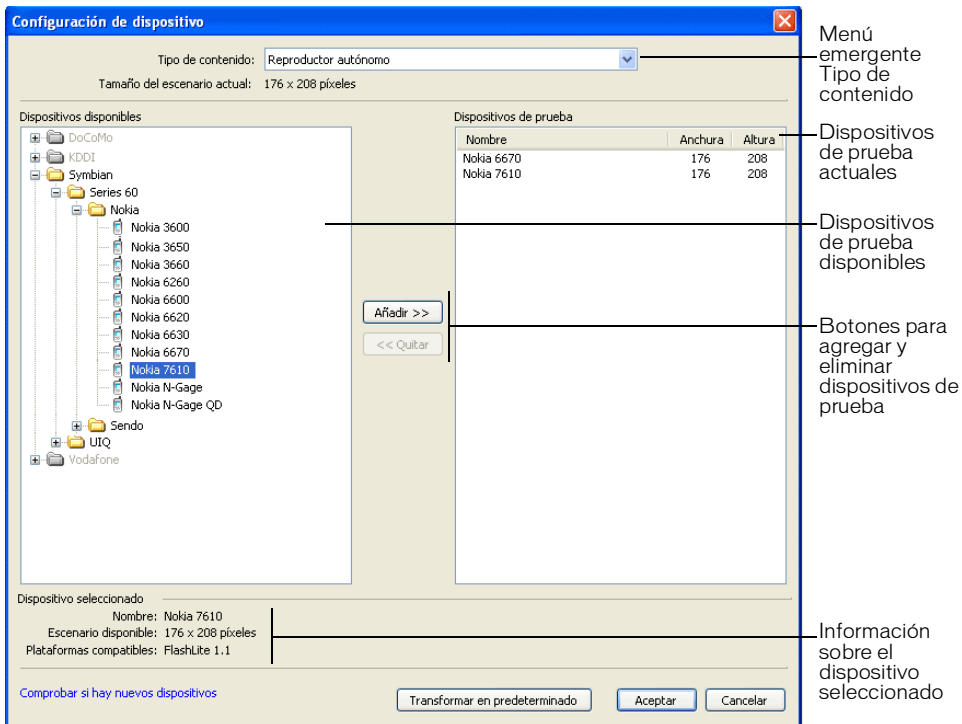 Configuración de dispositivo
Tipo de contenido: Reproductor autónomo
Tamaño del escenario actual: 176 x 208 píxeles
Dispositivos disponibles
DoCoMo
KDDI
Symbian
Series 60
Nokia
Nokia 3600
Nokia 3650
Nokia 3660
Nokia 6260
Nokia 6600
Nokia 6620
Nokia 6630
Nokia 6670
Nokia 7610
Nokia N-Gage
Nokia N-Gage QD
Sendo
UIQ
Vodafone
Añadir >>
<< Quitar
Dispositivos de prueba
Nombre Anchura Altura
Nokia 6670 176 208
Nokia 7610 176 208
Dispositivo seleccionado
Nombre: Nokia 7610
Escenario disponible: 176 x 208 píxeles
Plataformas compatibles: FlashLite 1.1
Comprobar si hay nuevos dispositivos
Transformar en predeterminado
Aceptar
Cancelar
Menú
emergente
Tipo de
contenido
Dispositivos
de prueba
actuales
Dispositivos
de prueba
disponibles
Botones para
agregar y
eliminar
dispositivos de
prueba
Información
sobre el
dispositivo
seleccionado